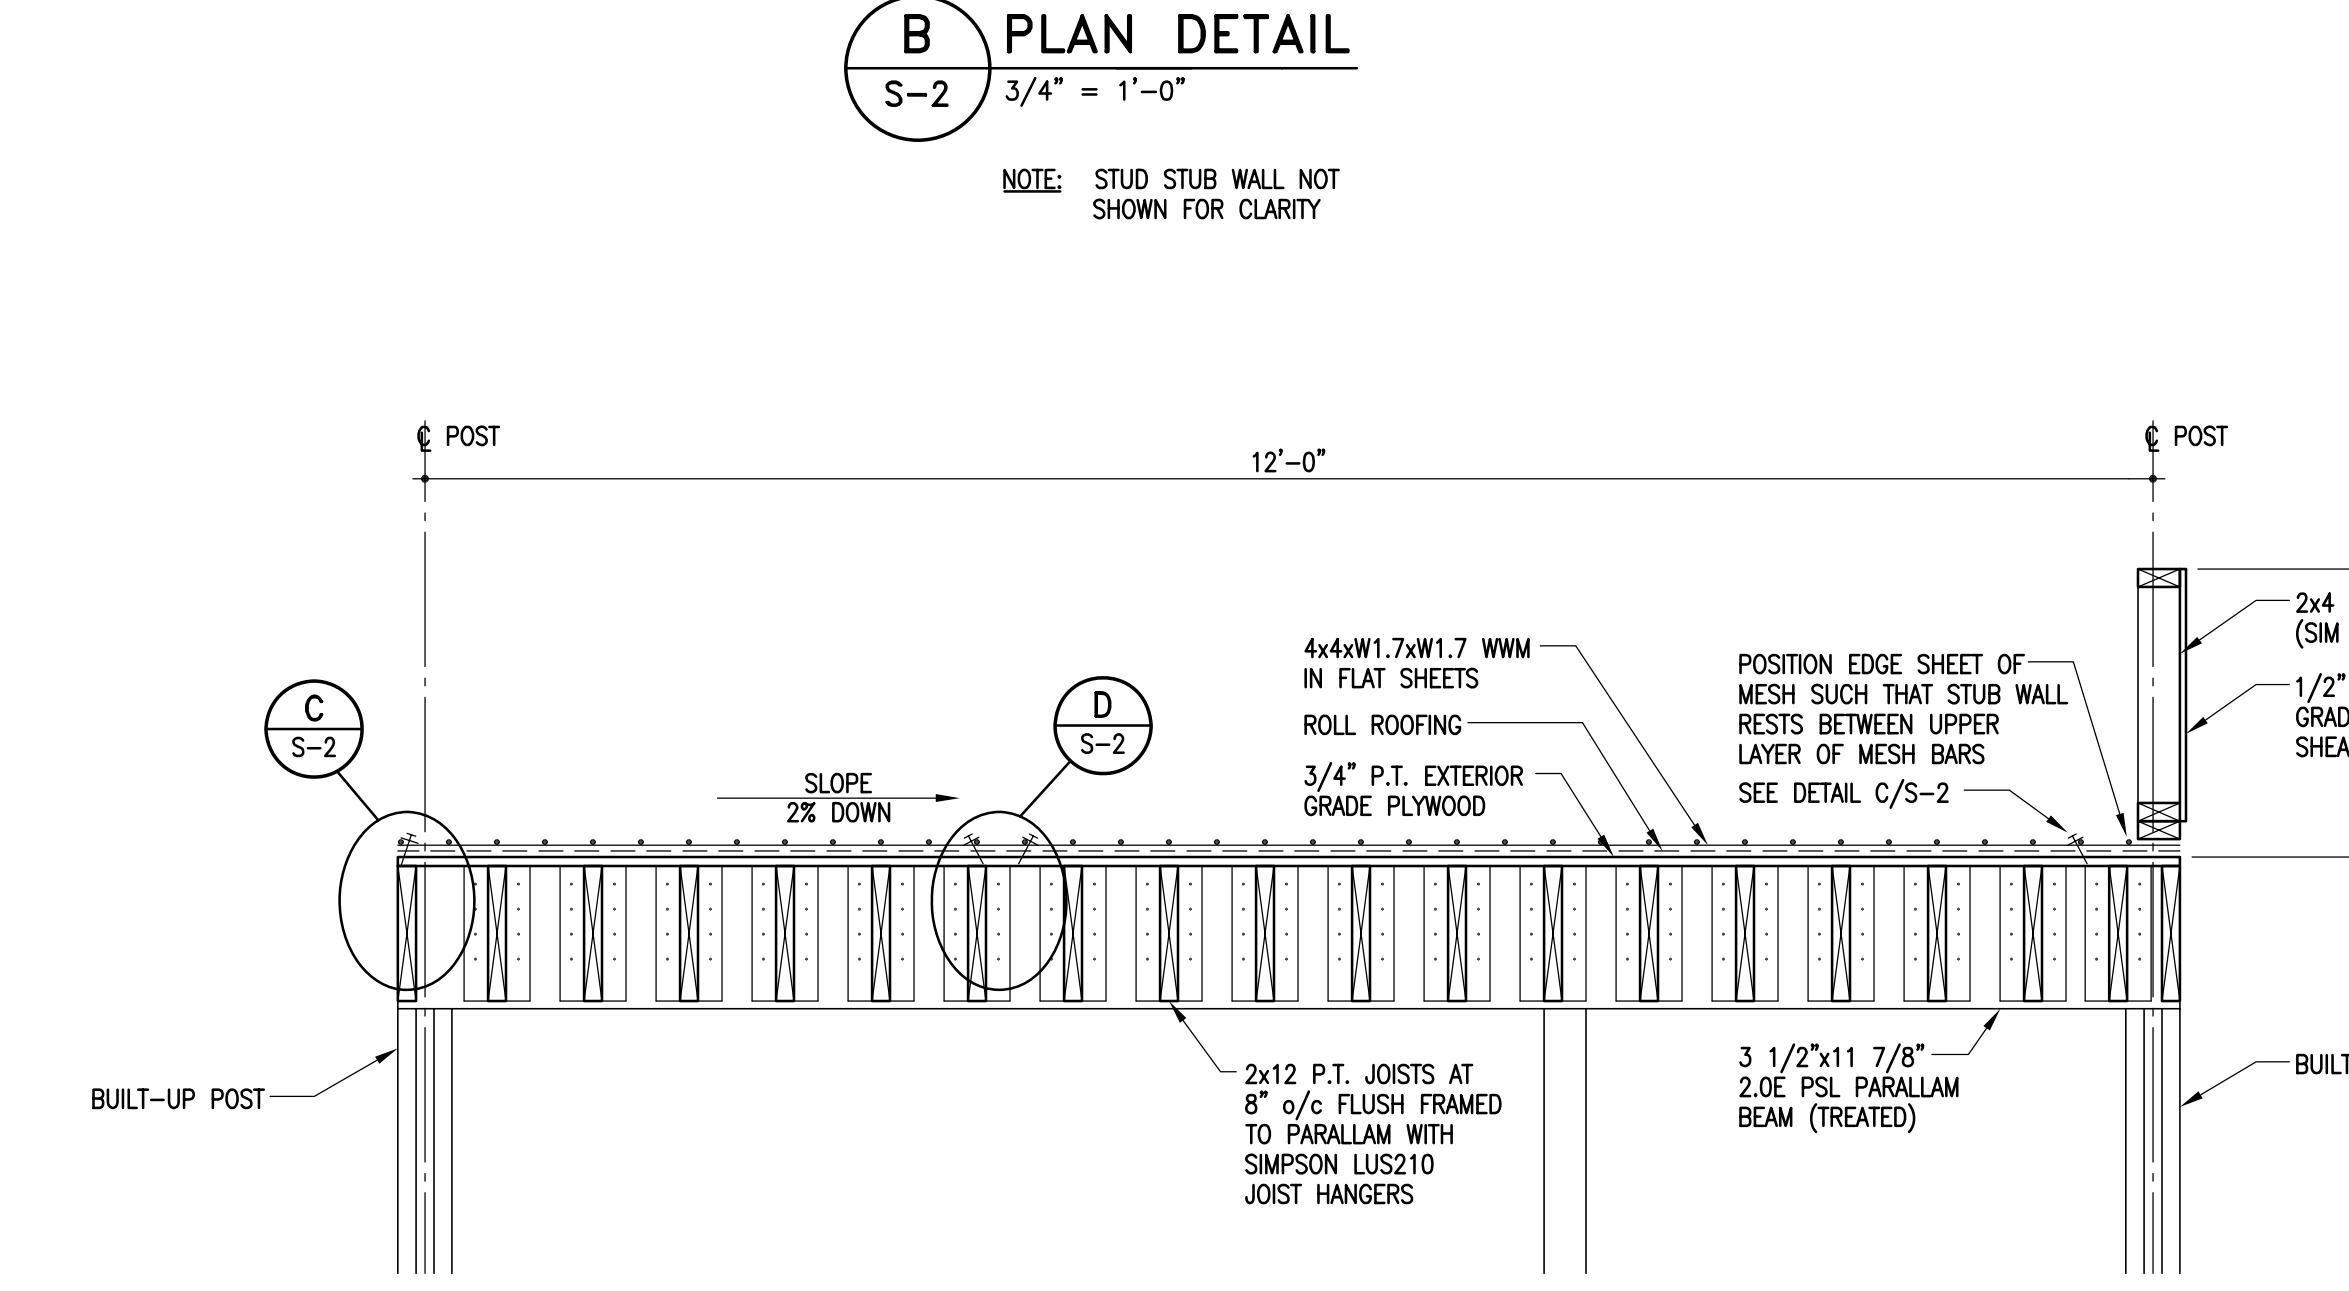 B
S-2
PLAN DETAIL
3/4" = 1'-0"
NOTE: STUD STUB WALL NOT
SHOWN FOR CLARITY
℄ POST
℄ POST
12'-0"
2x4
(SIM
1/2"
GRAD
SHEA
4x4xW1.7xW1.7 WWM
IN FLAT SHEETS
ROLL ROOFING
3/4" P.T. EXTERIOR
GRADE PLYWOOD
POSITION EDGE SHEET OF
MESH SUCH THAT STUB WALL
RESTS BETWEEN UPPER
LAYER OF MESH BARS
SEE DETAIL C/S-2
C
S-2
D
S-2
SLOPE
2% DOWN
BUILT-UP POST
2x12 P.T. JOISTS AT
8" o/c FLUSH FRAMED
TO PARALLAM WITH
SIMPSON LUS210
JOIST HANGERS
3 1/2"x11 7/8"
2.0E PSL PARALLAM
BEAM (TREATED)
BUILT